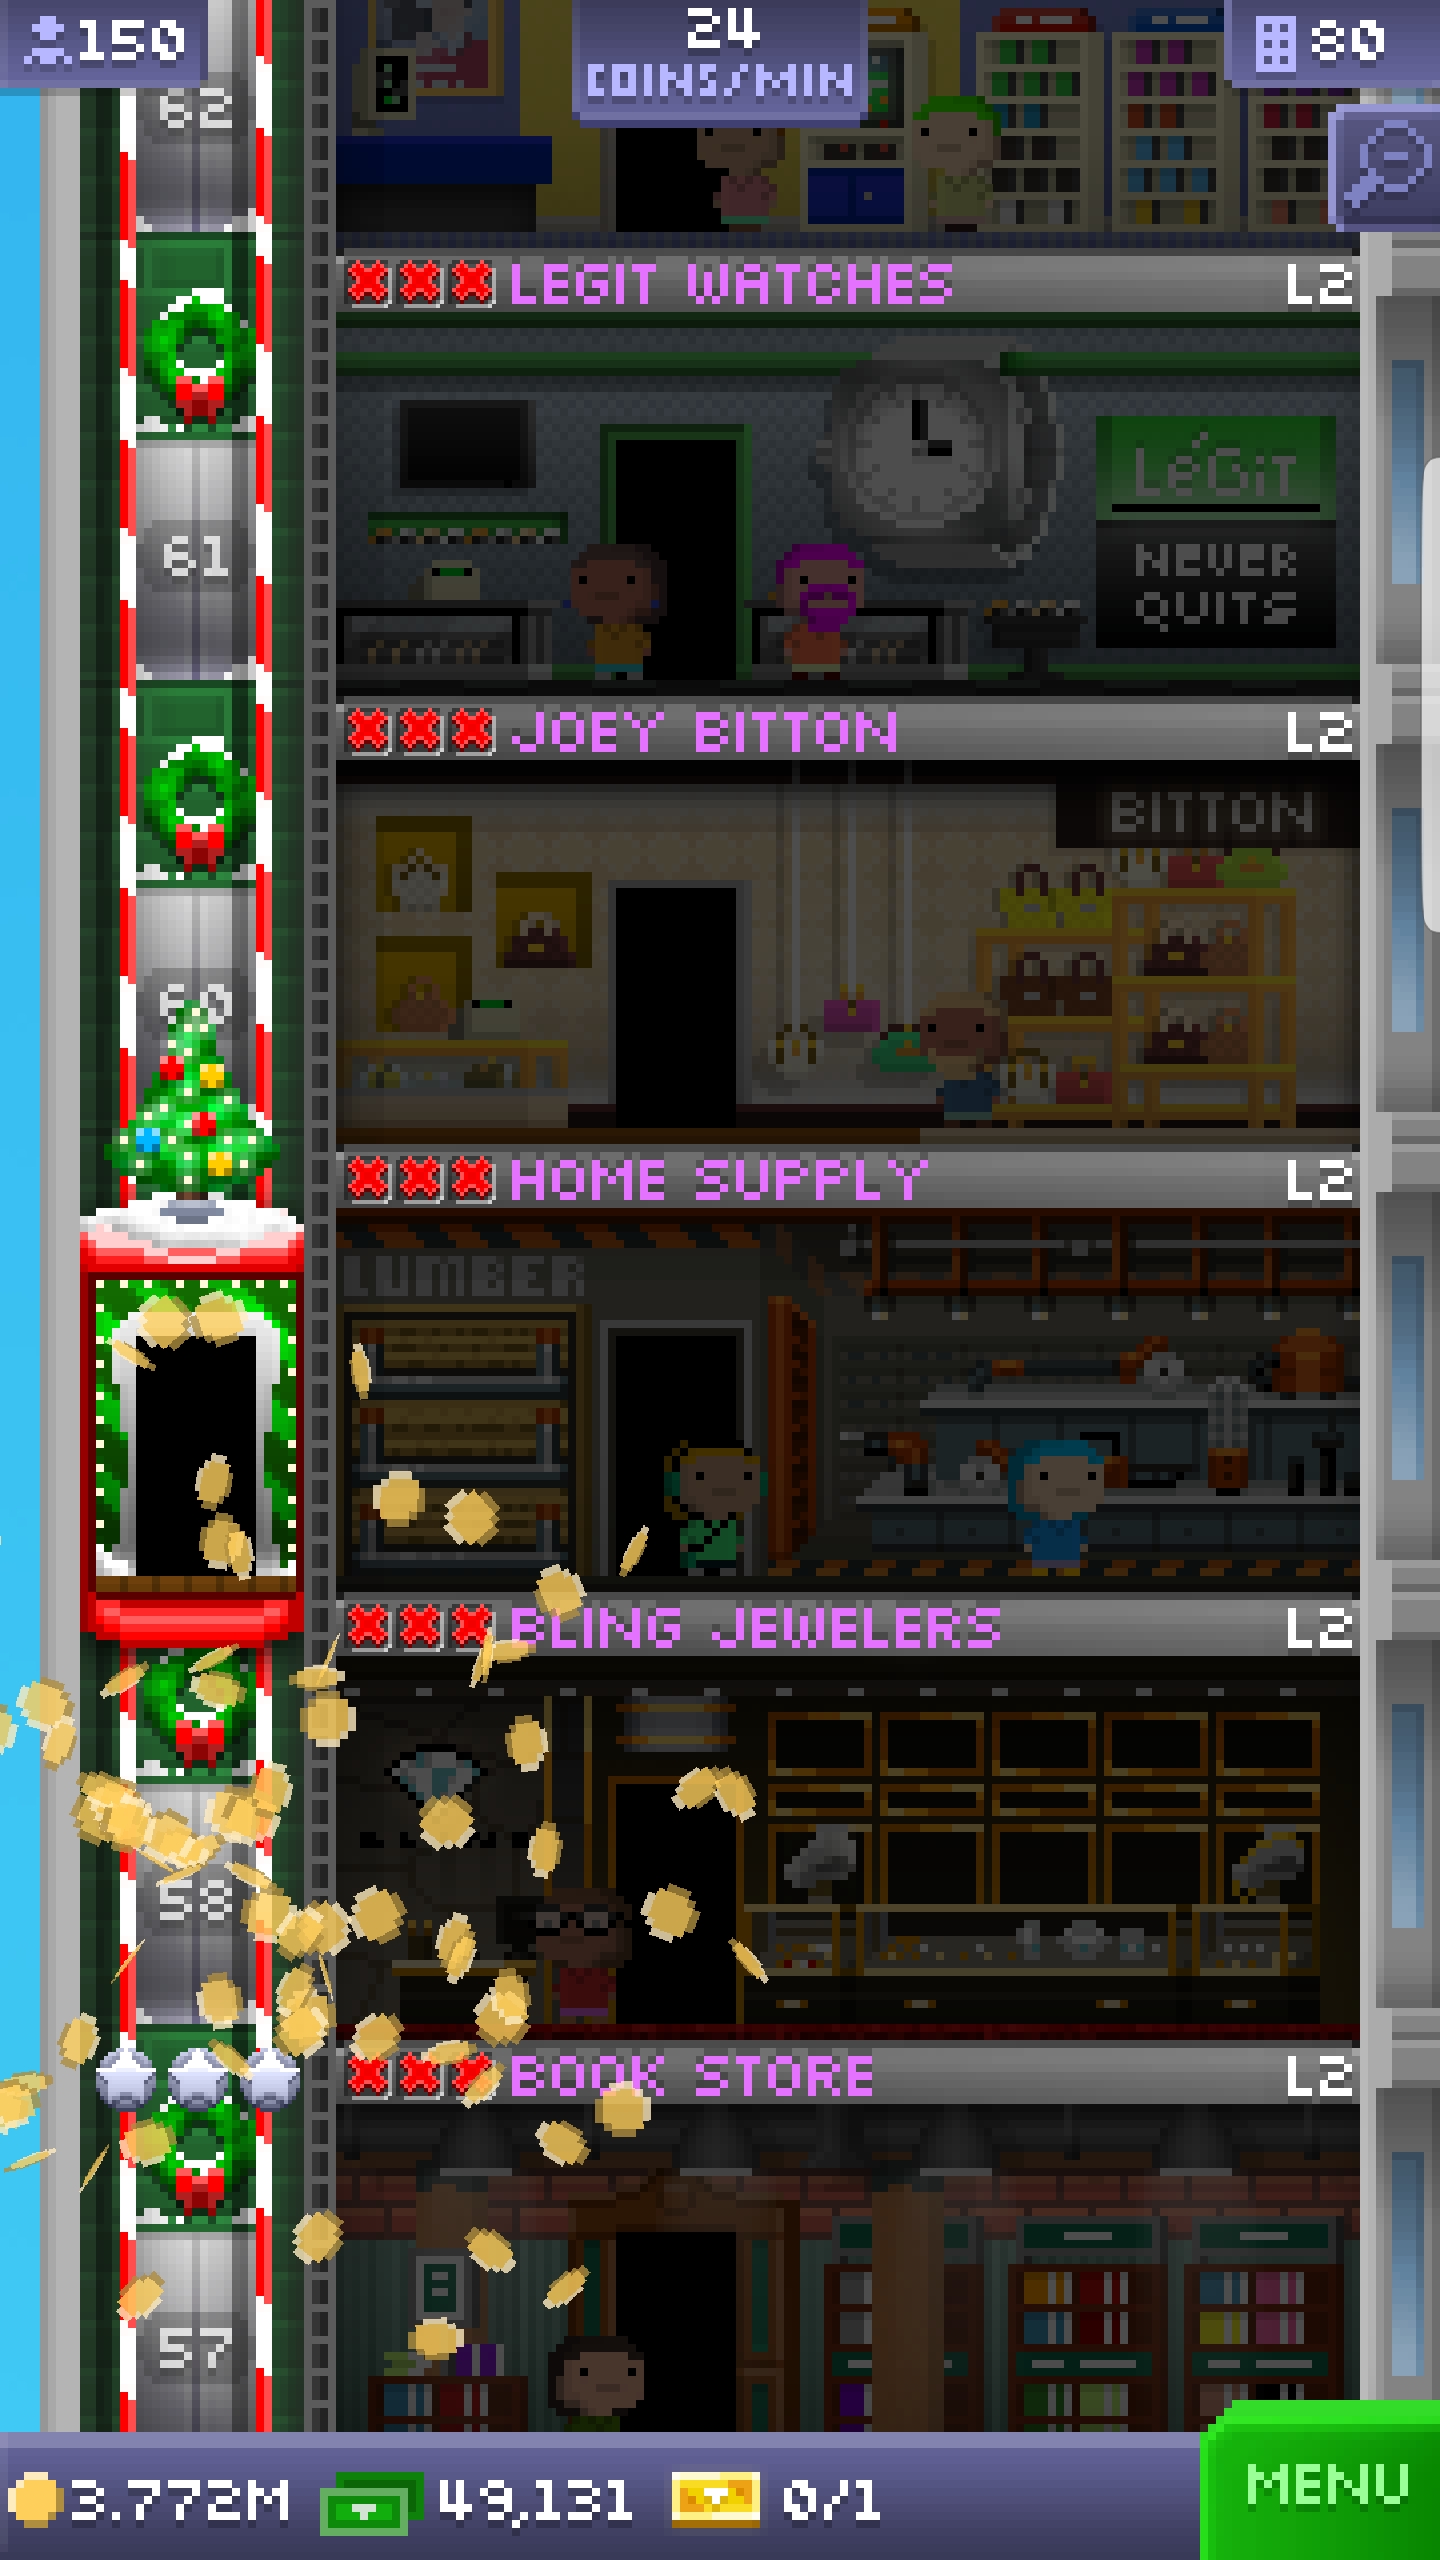 150
24
COINS/MIN
80
62
LEGIT WATCHES L2
LéGiT
NEVER
QUITS
61
JOEY BITTON L2
BITTON
60
HOME SUPPLY L2
LUMBER
BLING JEWELERS L2
58
BOOK STORE L2
57
3.772M 49,131 0/1
MENU